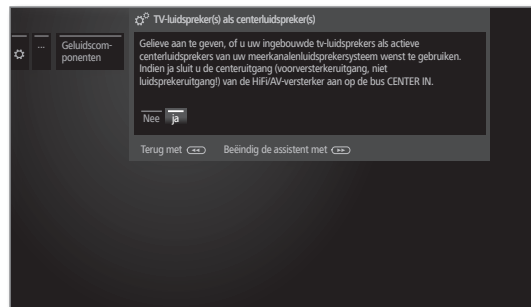 TV-luidspreker(s) als centerluidspreker(s)
...
Geluidscom-
ponenten
Gelieve aan te geven, of u uw ingebouwde tv-luidsprekers als actieve
centerluidsprekers van uw meerkanalenluidsprekersysteem wenst te gebruiken.
Indien ja sluit u de centeruitgang (voorversterkeruitgang, niet
luidsprekeruitgang!) van de HiFi/AV-versterker aan op de bus CENTER IN.
Nee ja
Terug met Beëindig de assistent met